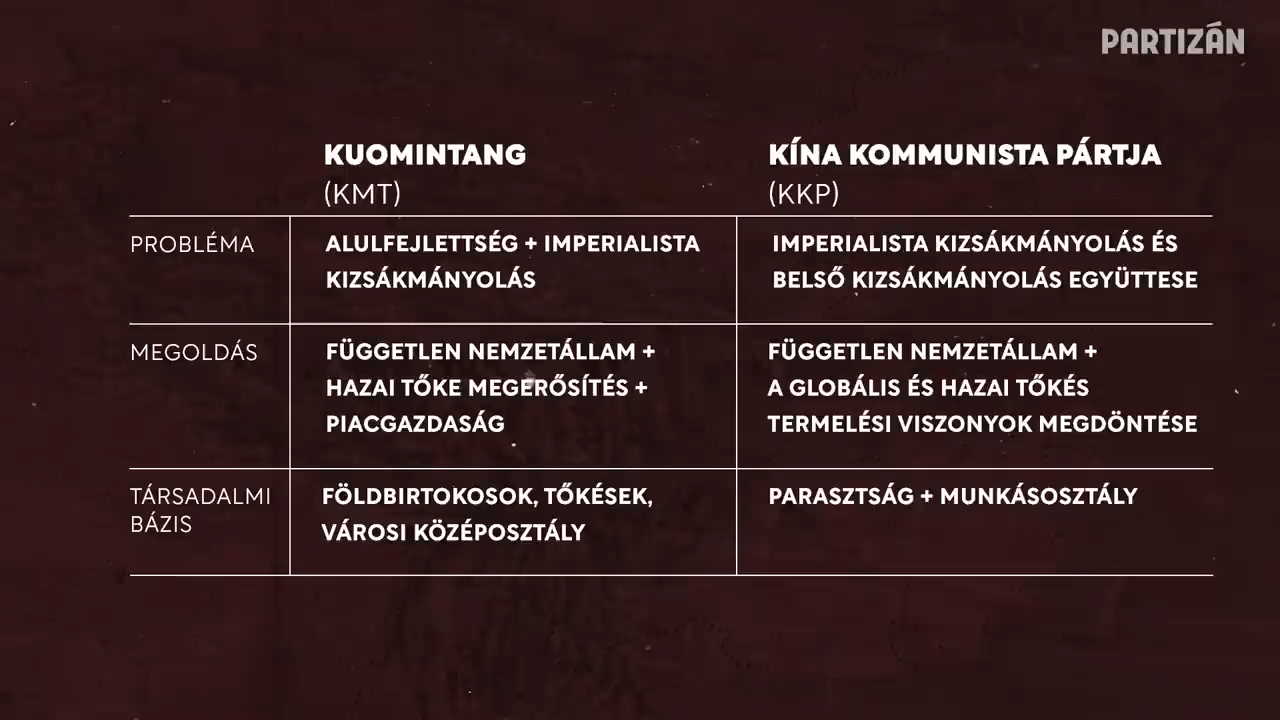 PARTIZÁN
KUOMINTANG
(KMT)
KÍNA KOMMUNISTA PÁRTJA
(KKP)
PROBLÉMA
ALULFEJLETTSÉG + IMPERIALISTA
KIZSÁKMÁNYOLÁS
IMPERIALISTA KIZSÁKMÁNYOLÁS ÉS
BELSŐ KIZSÁKMÁNYOLÁS EGYÜTTESE
MEGOLDÁS
FÜGGETLEN NEMZETÁLLAM +
HAZAI TŐKE MEGERŐSÍTÉS +
PIACGAZDASÁG
FÜGGETLEN NEMZETÁLLAM +
A GLOBÁLIS ÉS HAZAI TŐKÉS
TERMELÉSI VISZONYOK MEGDÖNTÉSE
TÁRSADALMI
BÁZIS
FÖLDBIRTOKOSOK, TŐKÉSEK,
VÁROSI KÖZÉPOSZTÁLY
PARASZTSÁG + MUNKÁSOSZTÁLY